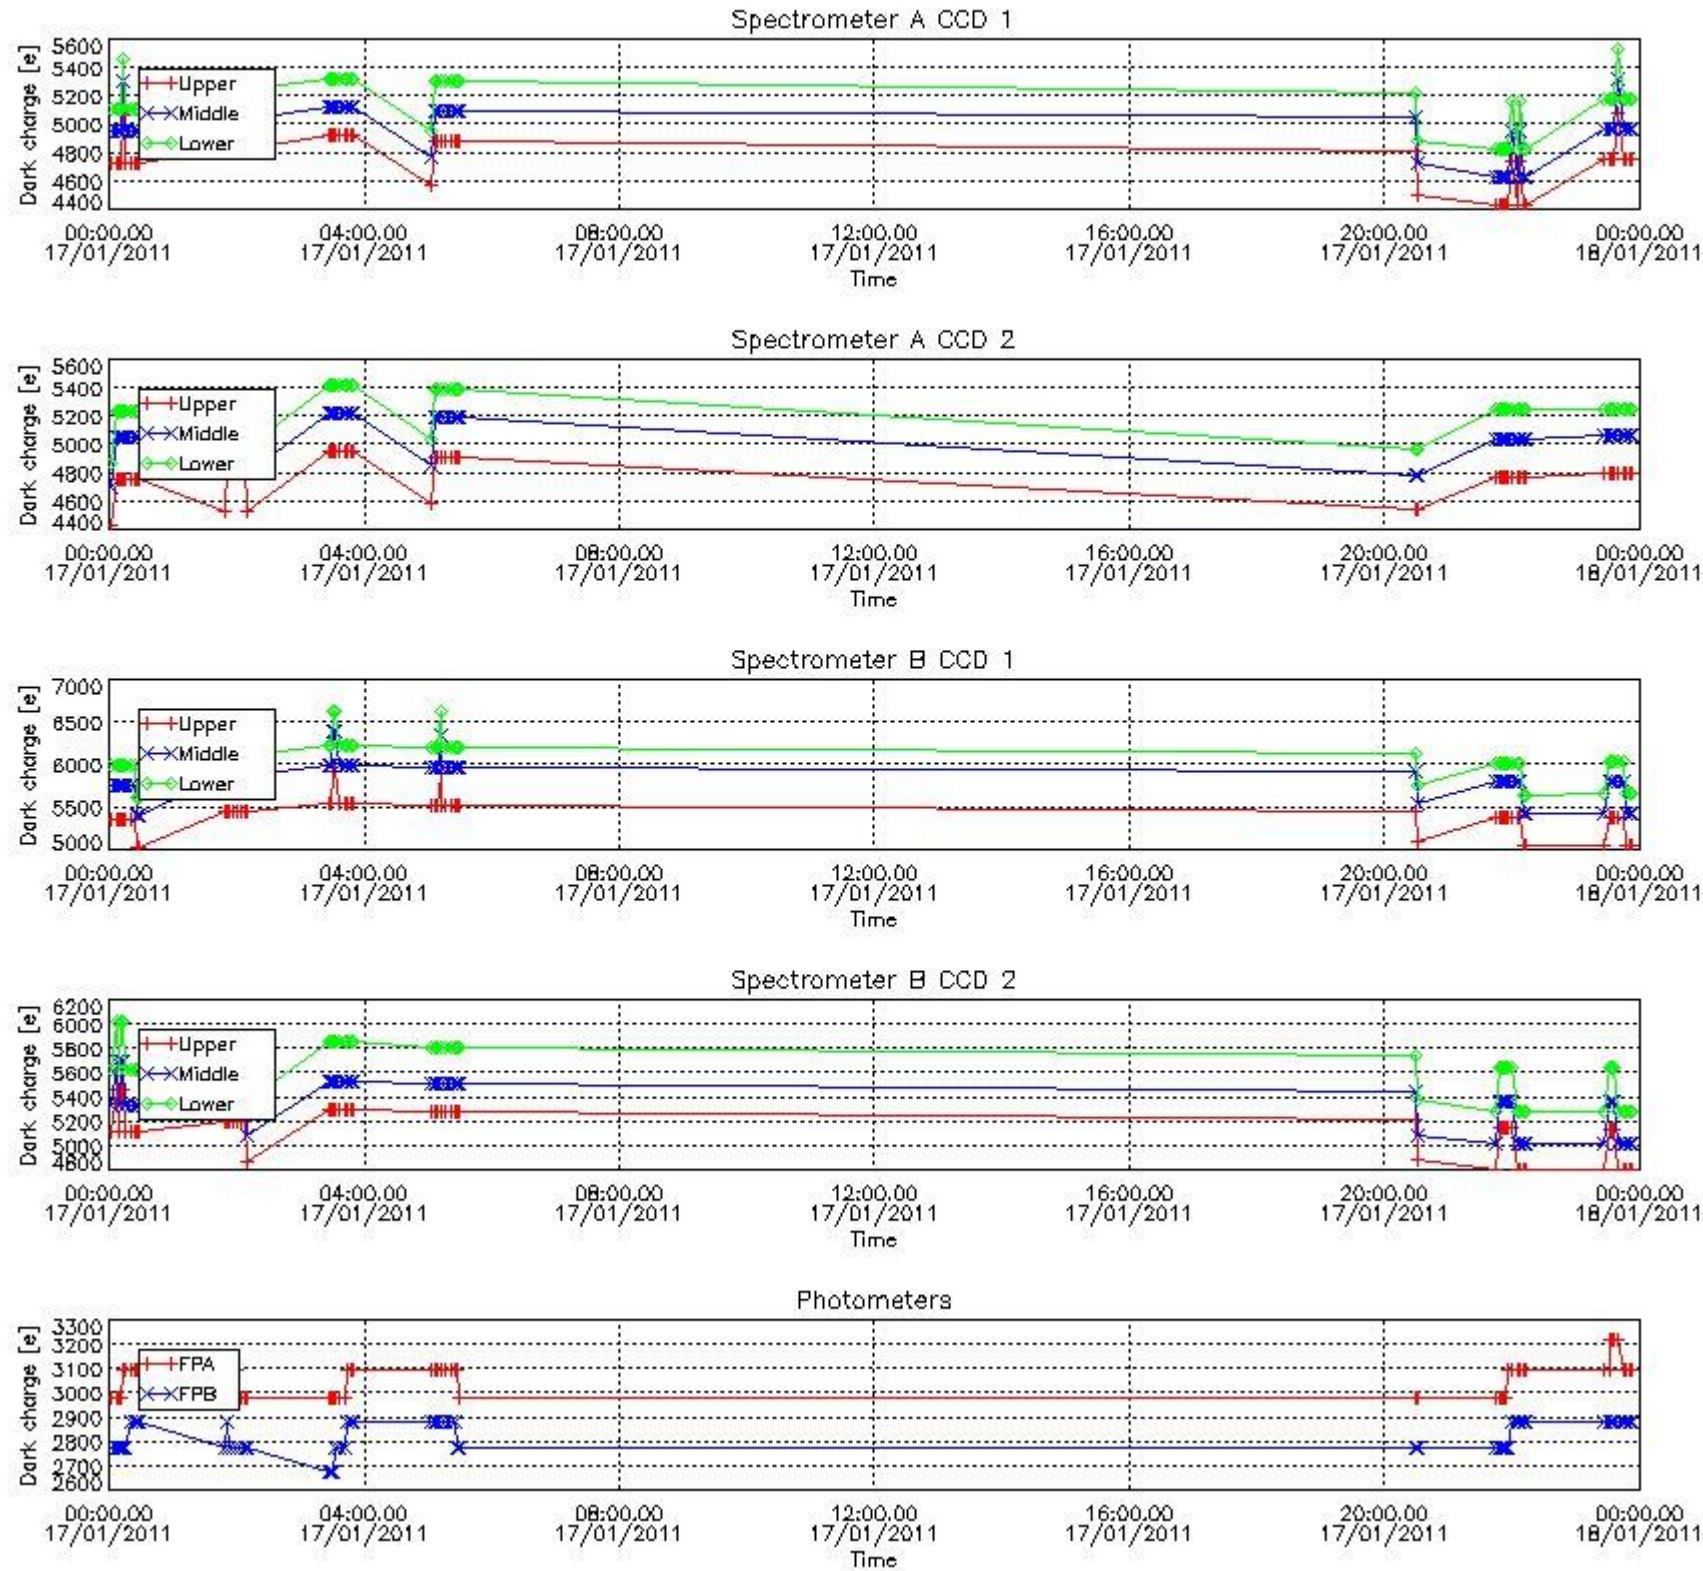 Spectrometer A CCD 1
Dark charge [e]
5600
5400
5200
5000
4800
4600
4400
Upper
Middle
Lower
00:00.00 04:00.00 08:00.00 12:00.00 16:00.00 20:00.00 00:00.00
17/01/2011 17/01/2011 17/01/2011 17/01/2011 17/01/2011 17/01/2011 18/01/2011
Time
Spectrometer A CCD 2
Dark charge [e]
5600
5400
5200
5000
4800
4600
4400
Upper
Middle
Lower
00:00.00 04:00.00 08:00.00 12:00.00 16:00.00 20:00.00 00:00.00
17/01/2011 17/01/2011 17/01/2011 17/01/2011 17/01/2011 17/01/2011 18/01/2011
Time
Spectrometer B CCD 1
Dark charge [e]
7000
6500
6000
5500
5000
Upper
Middle
Lower
00:00.00 04:00.00 08:00.00 12:00.00 16:00.00 20:00.00 00:00.00
17/01/2011 17/01/2011 17/01/2011 17/01/2011 17/01/2011 17/01/2011 18/01/2011
Time
Spectrometer B CCD 2
Dark charge [e]
6200
6000
5800
5600
5400
5200
5000
4800
Upper
Middle
Lower
00:00.00 04:00.00 08:00.00 12:00.00 16:00.00 20:00.00 00:00.00
17/01/2011 17/01/2011 17/01/2011 17/01/2011 17/01/2011 17/01/2011 18/01/2011
Time
Photometers
Dark charge [e]
3300
3200
3100
3000
2900
2800
2700
2600
FPA
FPB
00:00.00 04:00.00 08:00.00 12:00.00 16:00.00 20:00.00 00:00.00
17/01/2011 17/01/2011 17/01/2011 17/01/2011 17/01/2011 17/01/2011 18/01/2011
Time